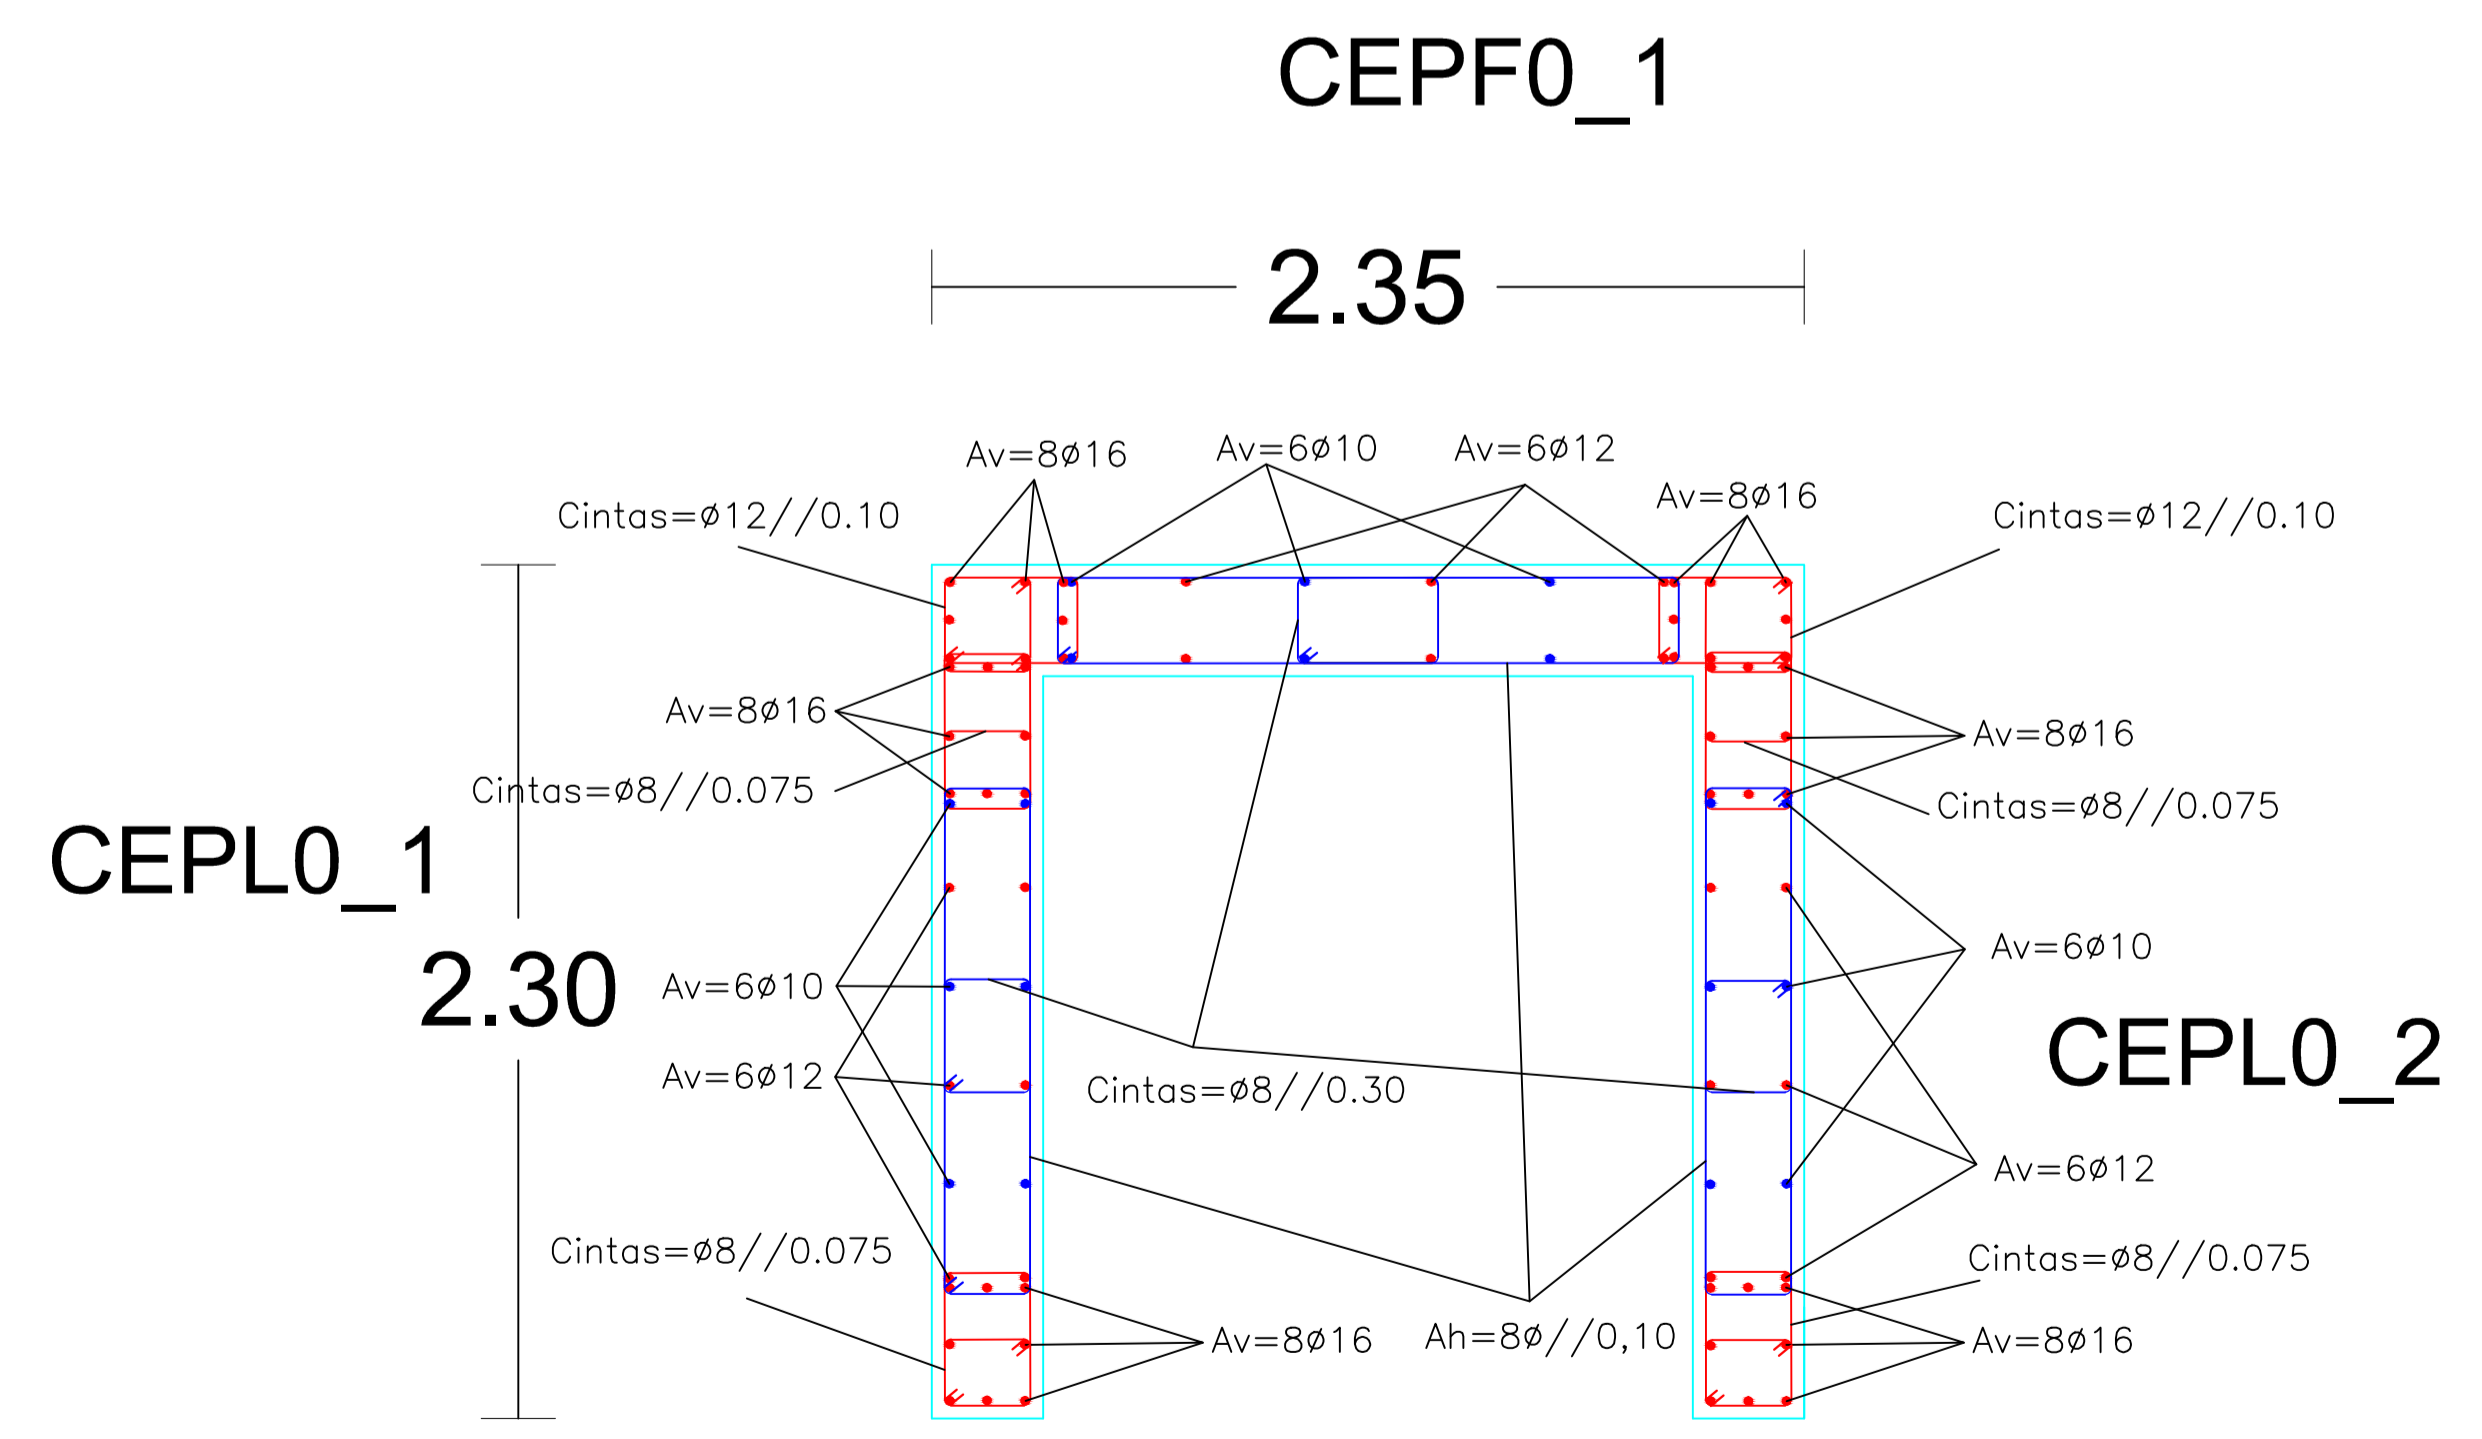 CEPF0_1
2.35
Av=8ø16
Av=6ø10
Av=6ø12
Av=8ø16
Cintas=ø12//0.10
Cintas=ø12//0.10
Av=8ø16
Av=8ø16
Cintas=ø8//0.075
Cintas=ø8//0.075
CEPL0_1
2.30
Av=6ø10
Av=6ø10
CEPL0_2
Av=6ø12
Cintas=ø8//0.30
Av=6ø12
Cintas=ø8//0.075
Cintas=ø8//0.075
Av=8ø16
Ah=8ø//0,10
Av=8ø16